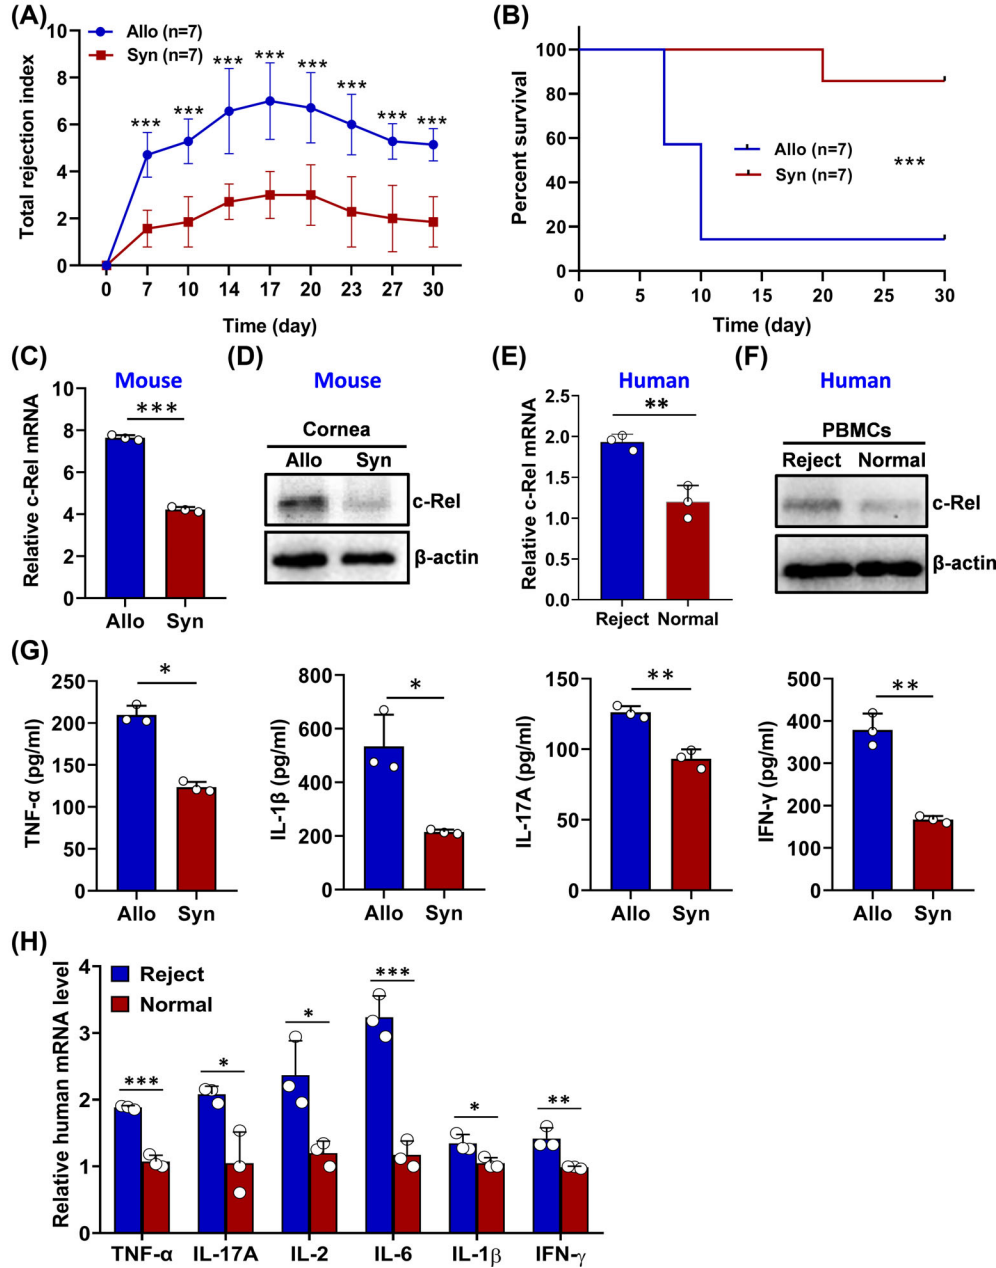 (A)
Total rejection index
10
8
6
4
2
0
Allo (n=7)
Syn (n=7)
*** *** *** *** *** *** *** ***
0 7 10 14 17 20 23 27 30
Time (day)
(B)
Percent survival
100
80
60
40
20
0
Allo (n=7)
Syn (n=7)
***
0 5 10 15 20 25 30
Time (day)
(C)
Mouse
Relative c-Rel mRNA
10
8
6
4
2
0
***
Allo Syn
(D)
Mouse
Cornea
Allo Syn
c-Rel
β-actin
(E)
Human
Relative c-Rel mRNA
2.5
2.0
1.5
1.0
0.5
0.0
**
Reject Normal
(F)
Human
PBMCs
Reject Normal
c-Rel
β-actin
(G)
TNF-α (pg/ml)
250
200
150
100
50
0
*
Allo Syn
IL-1β (pg/ml)
800
600
400
200
0
*
Allo Syn
IL-17A (pg/ml)
150
100
50
0
**
Allo Syn
IFN-γ (pg/ml)
500
400
300
200
100
0
**
Allo Syn
(H)
Relative human mRNA level
4
3
2
1
0
Reject
Normal
*** * * *** * **
TNF-α IL-17A IL-2 IL-6 IL-1β IFN-γ